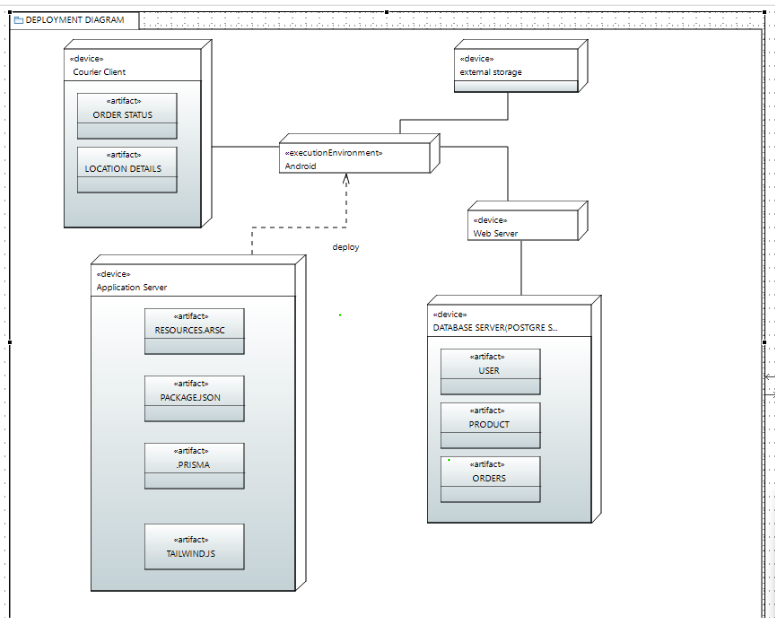 DEPLOYMENT DIAGRAM
«device»
Courier Client
«artifact»
ORDER STATUS
«artifact»
LOCATION DETAILS
«device»
external storage
«executionEnvironment»
Android
«device»
Web Server
deploy
«device»
Application Server
«artifact»
RESOURCES.ARSC
«artifact»
PACKAGE.JSON
«artifact»
.PRISMA
«artifact»
TAILWIND.JS
«device»
DATABASE SERVER(POSTGRE S...
«artifact»
USER
«artifact»
PRODUCT
«artifact»
ORDERS